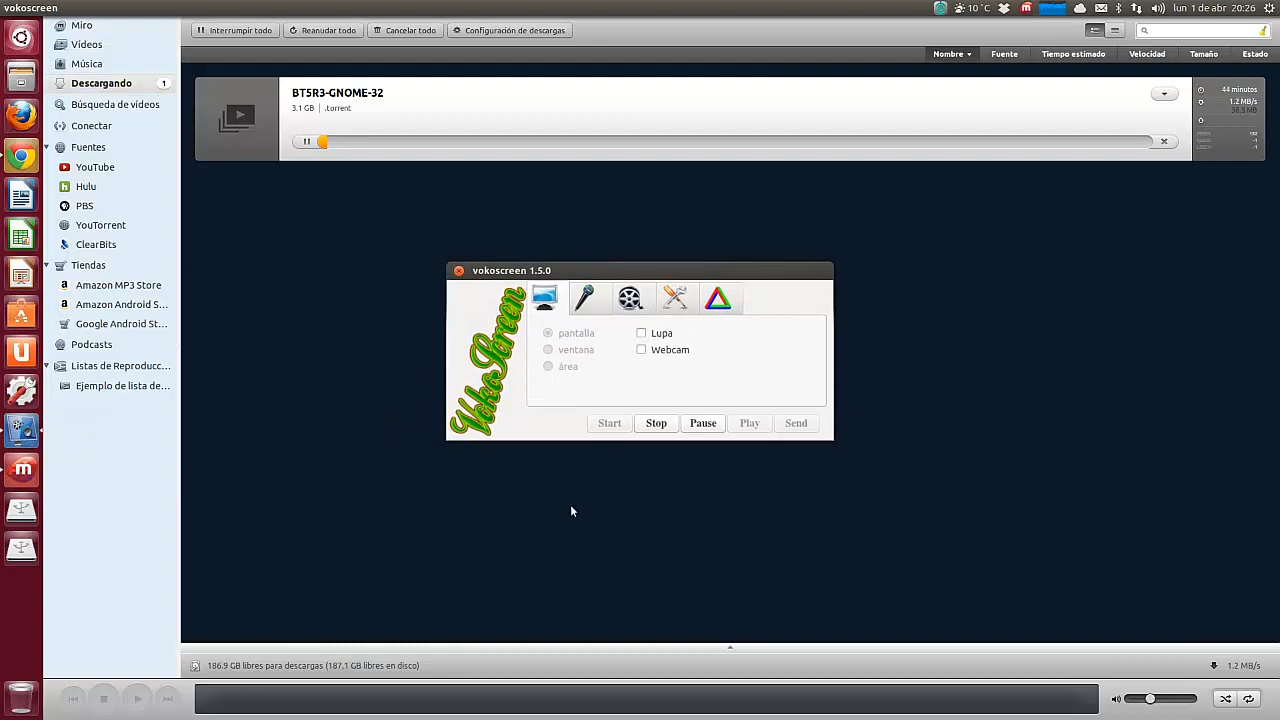 vokoscreen
10 °C
lun 1 de abr 20:26
Miro
Vídeos
Música
Descargando 1
Búsqueda de vídeos
Conectar
Fuentes
YouTube
Hulu
PBS
YouTorrent
ClearBits
Tiendas
Amazon MP3 Store
Amazon Android S...
Google Android St...
Podcasts
Listas de Reproducc...
Ejemplo de lista de...
Interrumpir todo
Reanudar todo
Cancelar todo
Configuración de descargas
Nombre
Fuente
Tiempo estimado
Velocidad
Tamaño
Estado
BT5R3-GNOME-32
3.1 GB | .torrent
44 minutos
1.2 MB/s
38.5 MB
vokoscreen 1.5.0
VokoScreen
pantalla
ventana
área
Lupa
Webcam
Start
Stop
Pause
Play
Send
186.9 GB libres para descargas (187.1 GB libres en disco)
1.2 MB/s